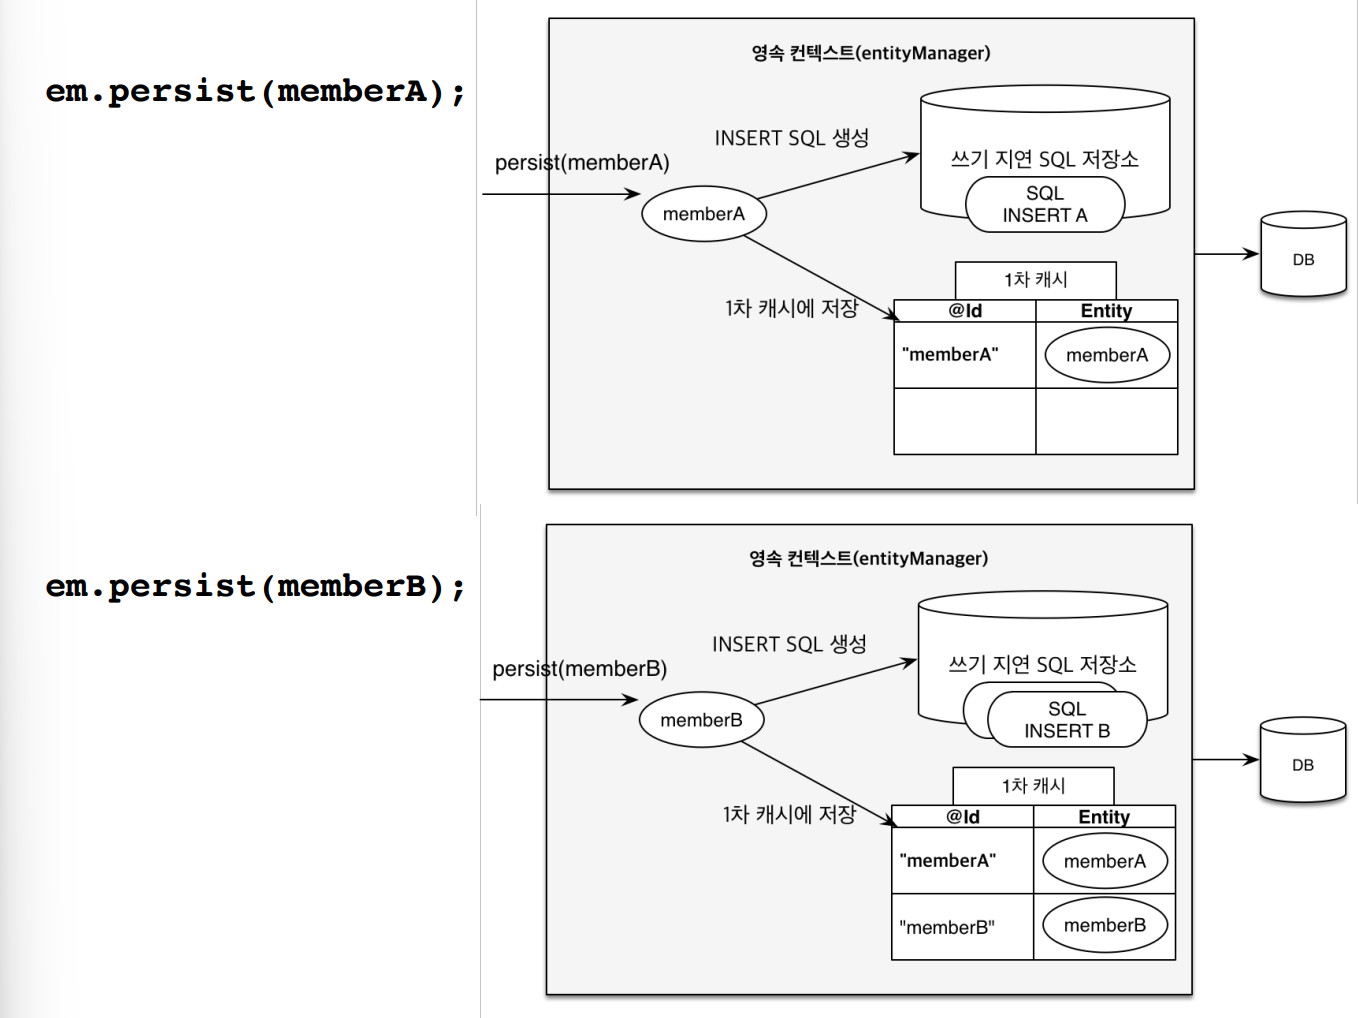 영속 컨텍스트(entityManager)
em.persist(memberA);
INSERT SQL 생성
persist(memberA)
쓰기 지연 SQL 저장소
memberA
SQL
INSERT A
DB
1차 캐시
1차 캐시에 저장
@Id
Entity
"memberA"
memberA
영속 컨텍스트(entityManager)
em.persist(memberB);
INSERT SQL 생성
persist(memberB)
쓰기 지연 SQL 저장소
memberB
SQL
INSERT B
DB
1차 캐시
1차 캐시에 저장
@Id
Entity
"memberA"
memberA
"memberB"
memberB